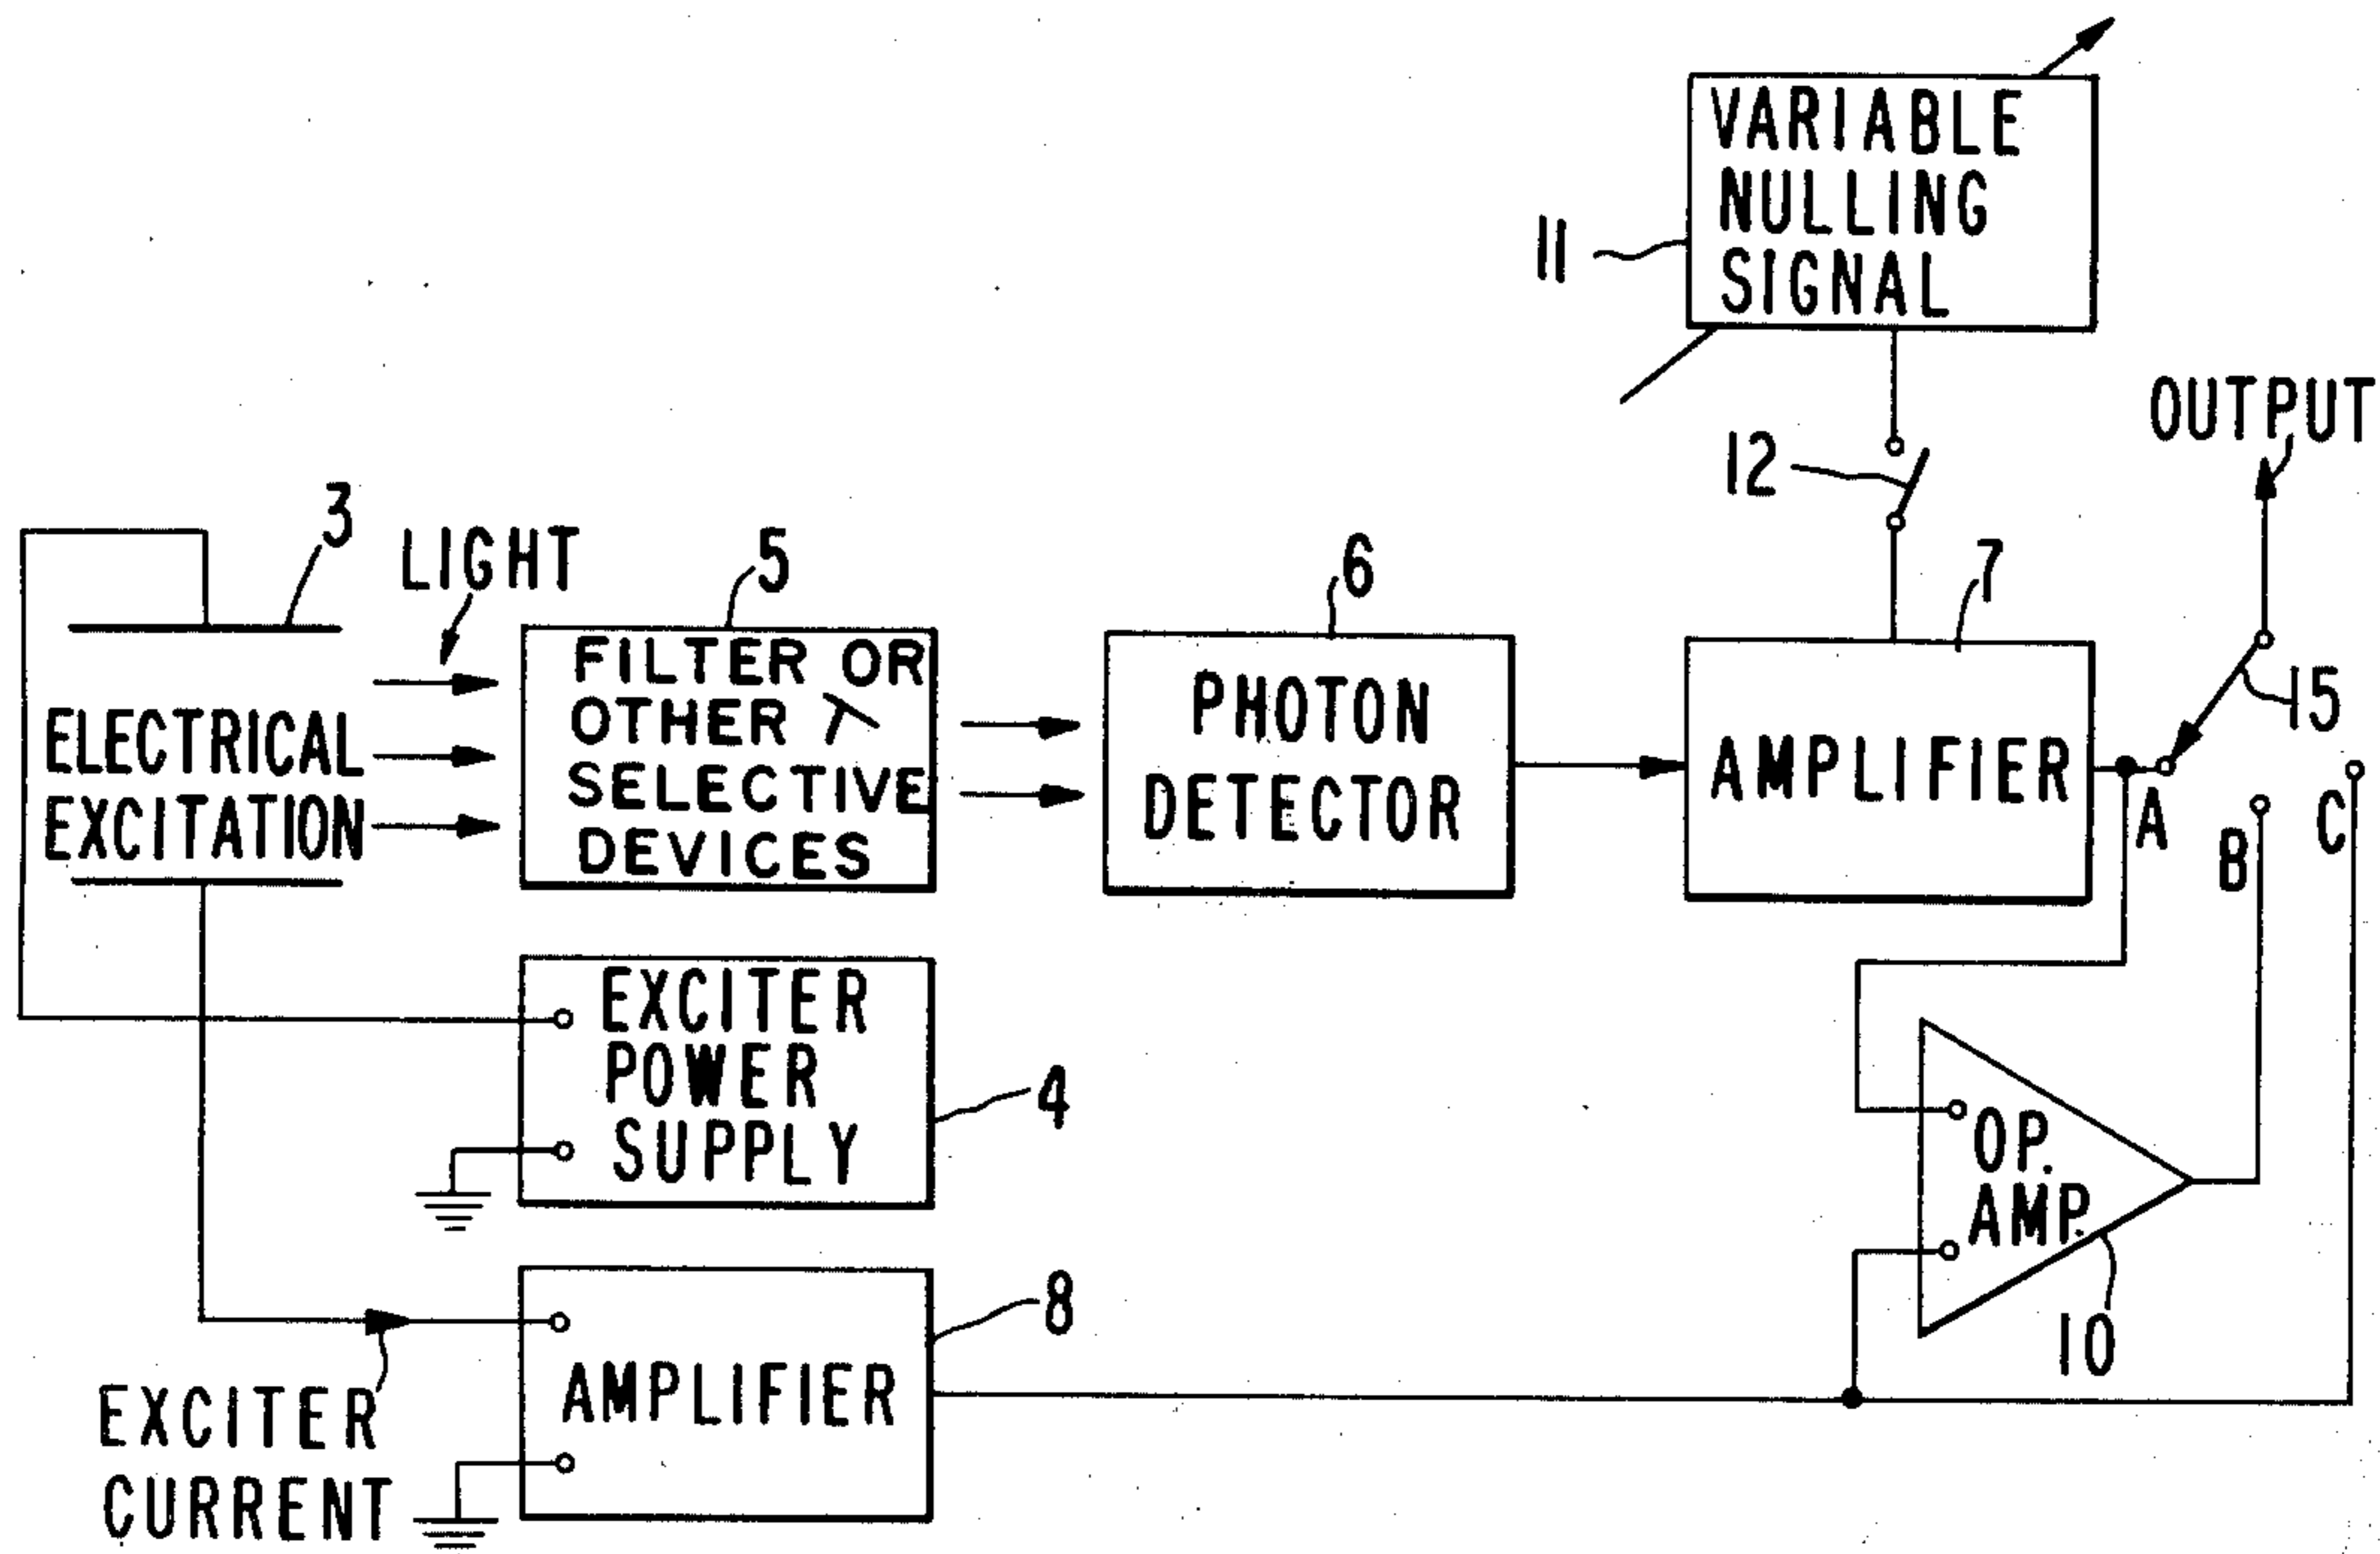 VARIABLE
NULLING
SIGNAL
11
OUTPUT
12
3
LIGHT
5
6
7
FILTER OR
OTHER λ
SELECTIVE
DEVICES
PHOTON
DETECTOR
AMPLIFIER
15
ELECTRICAL
EXCITATION
A
B
C
EXCITER
POWER
SUPPLY
4
OP.
AMP.
10
8
AMPLIFIER
EXCITER
CURRENT